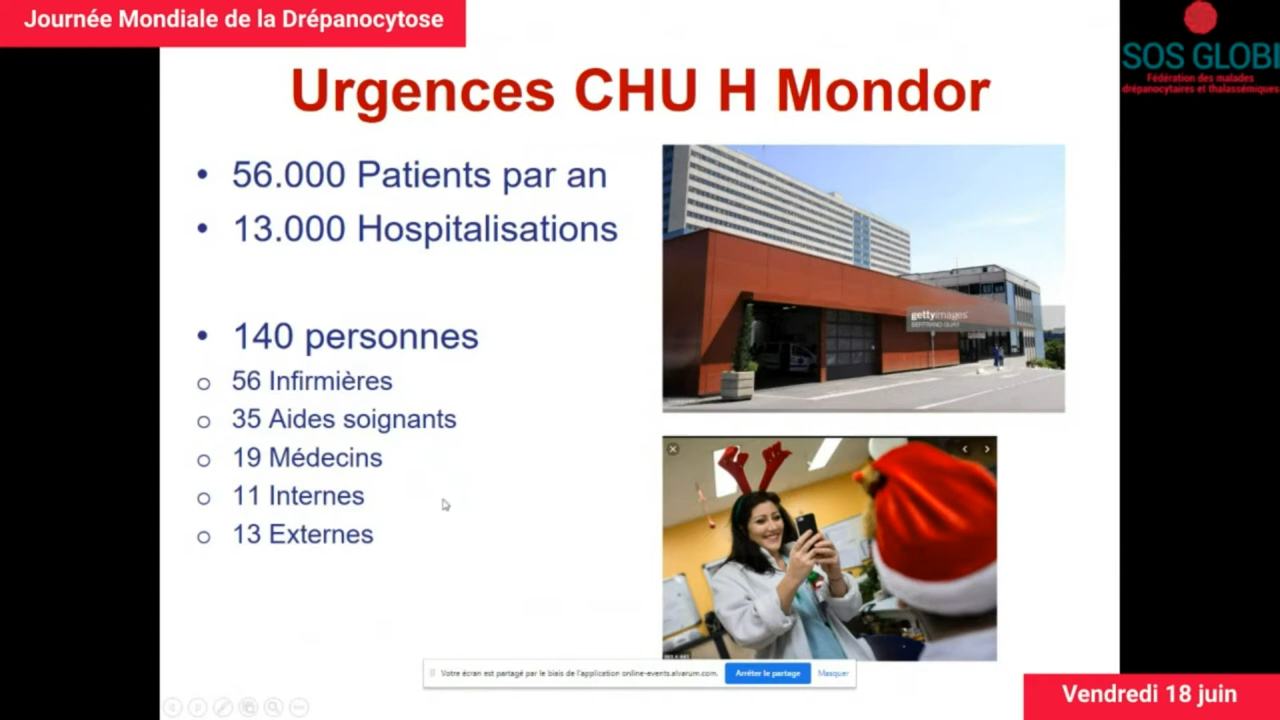 Journée Mondiale de la Drépanocytose
SOS GLOBI
Fédération des malades
drépanocytaires et thalassémiques
Urgences CHU H Mondor
• 56.000 Patients par an
• 13.000 Hospitalisations
• 140 personnes
o 56 Infirmières
o 35 Aides soignants
o 19 Médecins
o 11 Internes
o 13 Externes
gettyimages
BERTRAND GUAY
Votre écran est partagé par le biais de l'application online-events.alvarum.com.
Arrêter le partage
Masquer
Vendredi 18 juin